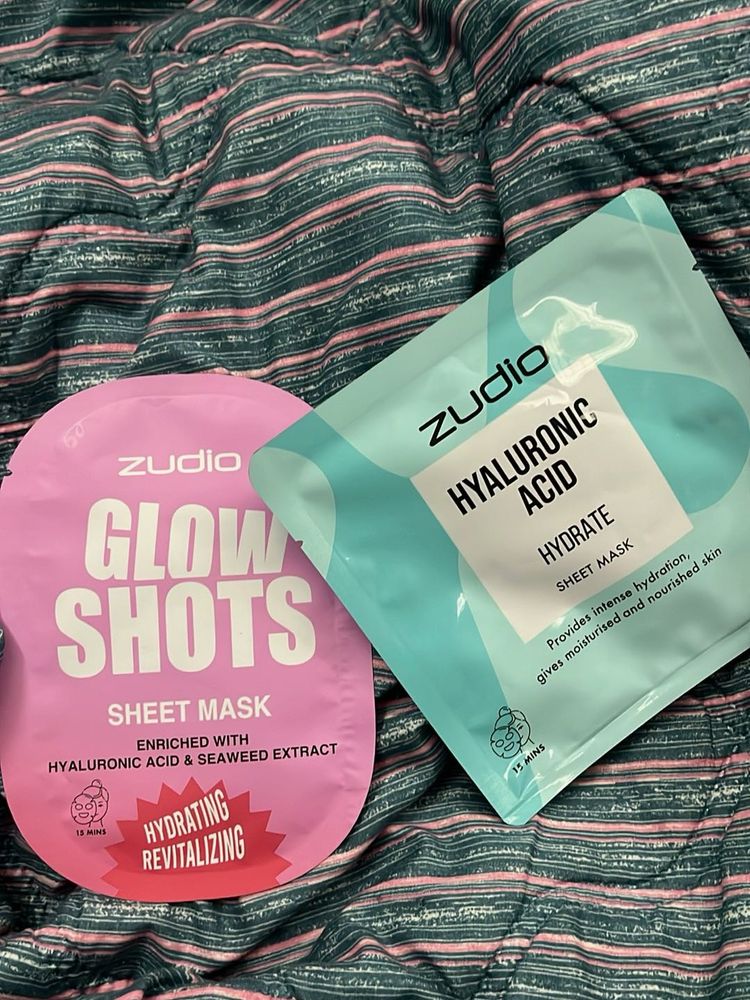 zudio
GLOW
SHOTS
SHEET MASK
ENRICHED WITH
HYALURONIC ACID & SEAWEED EXTRACT
15 MINS
HYDRATING
REVITALIZING
zudio
HYALURONIC
ACID
HYDRATE
SHEET MASK
Provides intense hydration,
gives moisturised and nourished skin
15 MINS